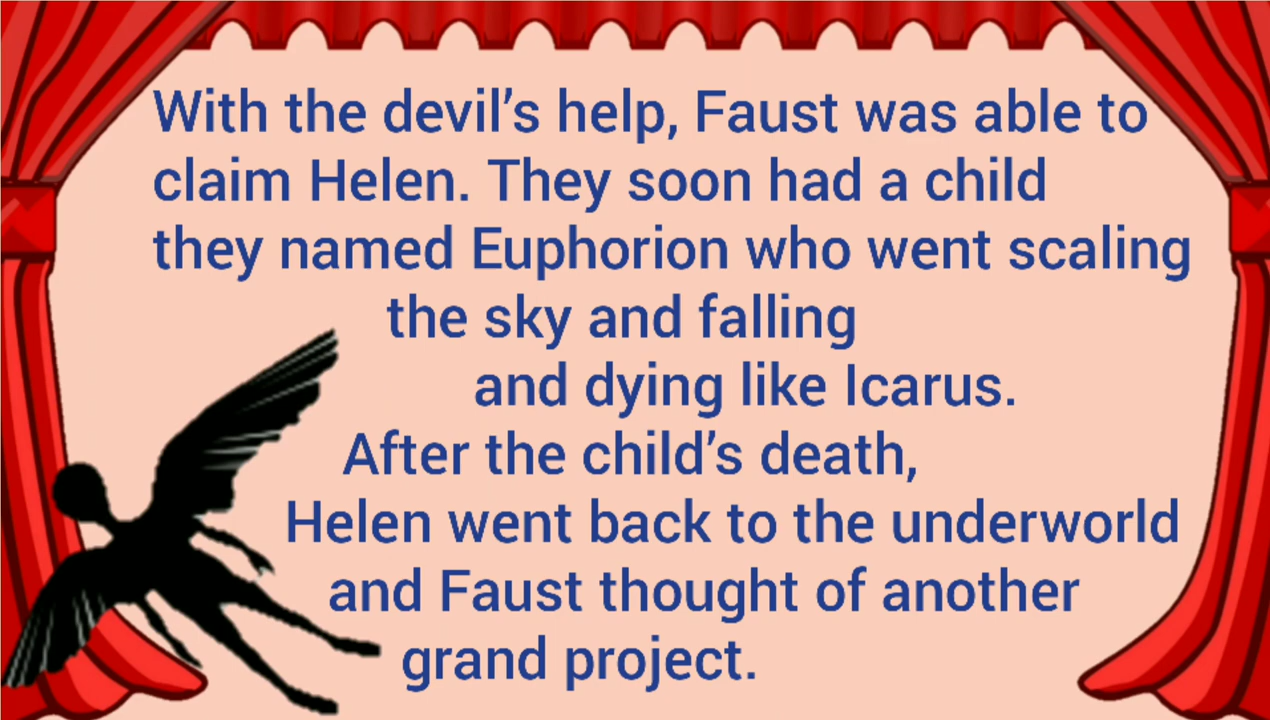 With the devil’s help, Faust was able to
claim Helen. They soon had a child
they named Euphorion who went scaling
the sky and falling
and dying like Icarus.
After the child’s death,
Helen went back to the underworld
and Faust thought of another
grand project.